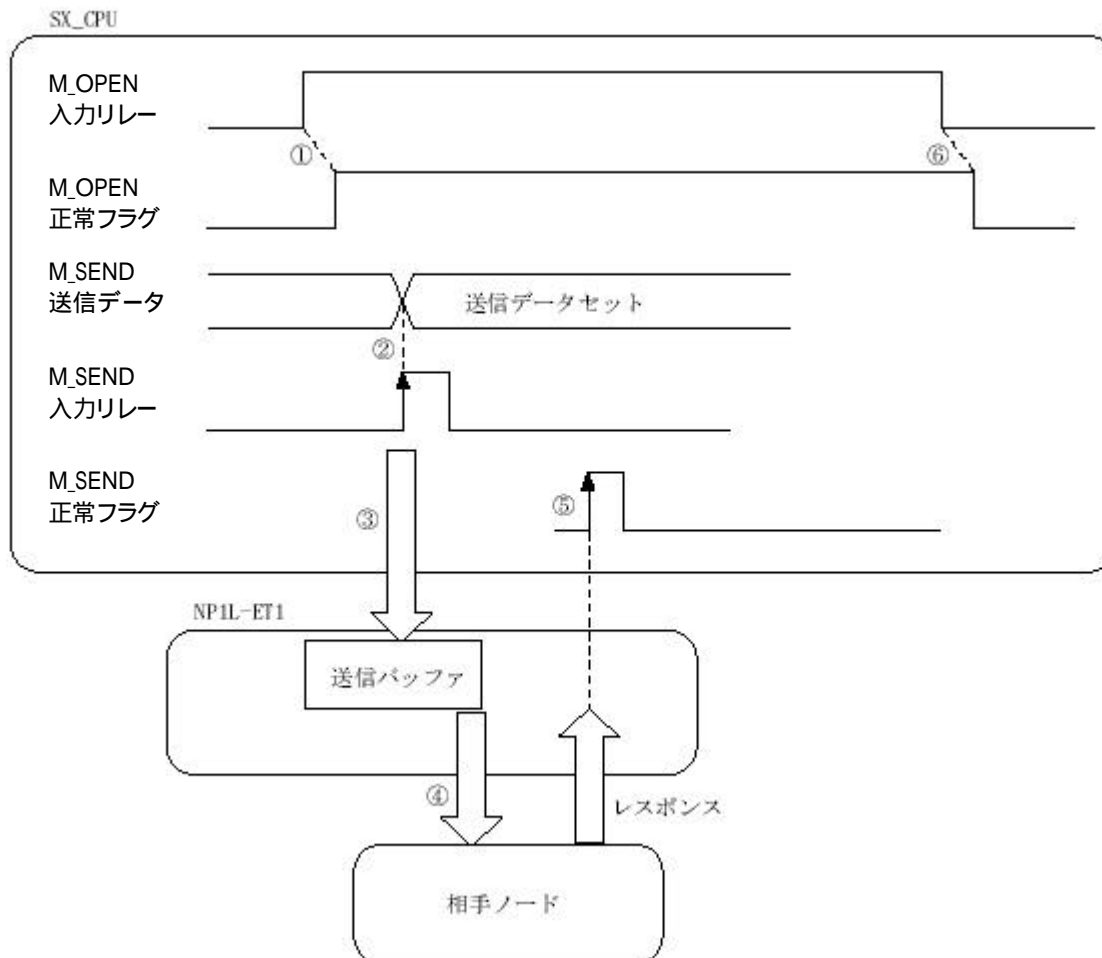 SX_CPU
M_OPEN
入力リレー
①
⑥
M_OPEN
正常フラグ
M_SEND
送信データ
送信データセット
②
M_SEND
入力リレー
M_SEND
正常フラグ
③
⑤
NP1L-ET1
送信バッファ
④
レスポンス
相手ノード